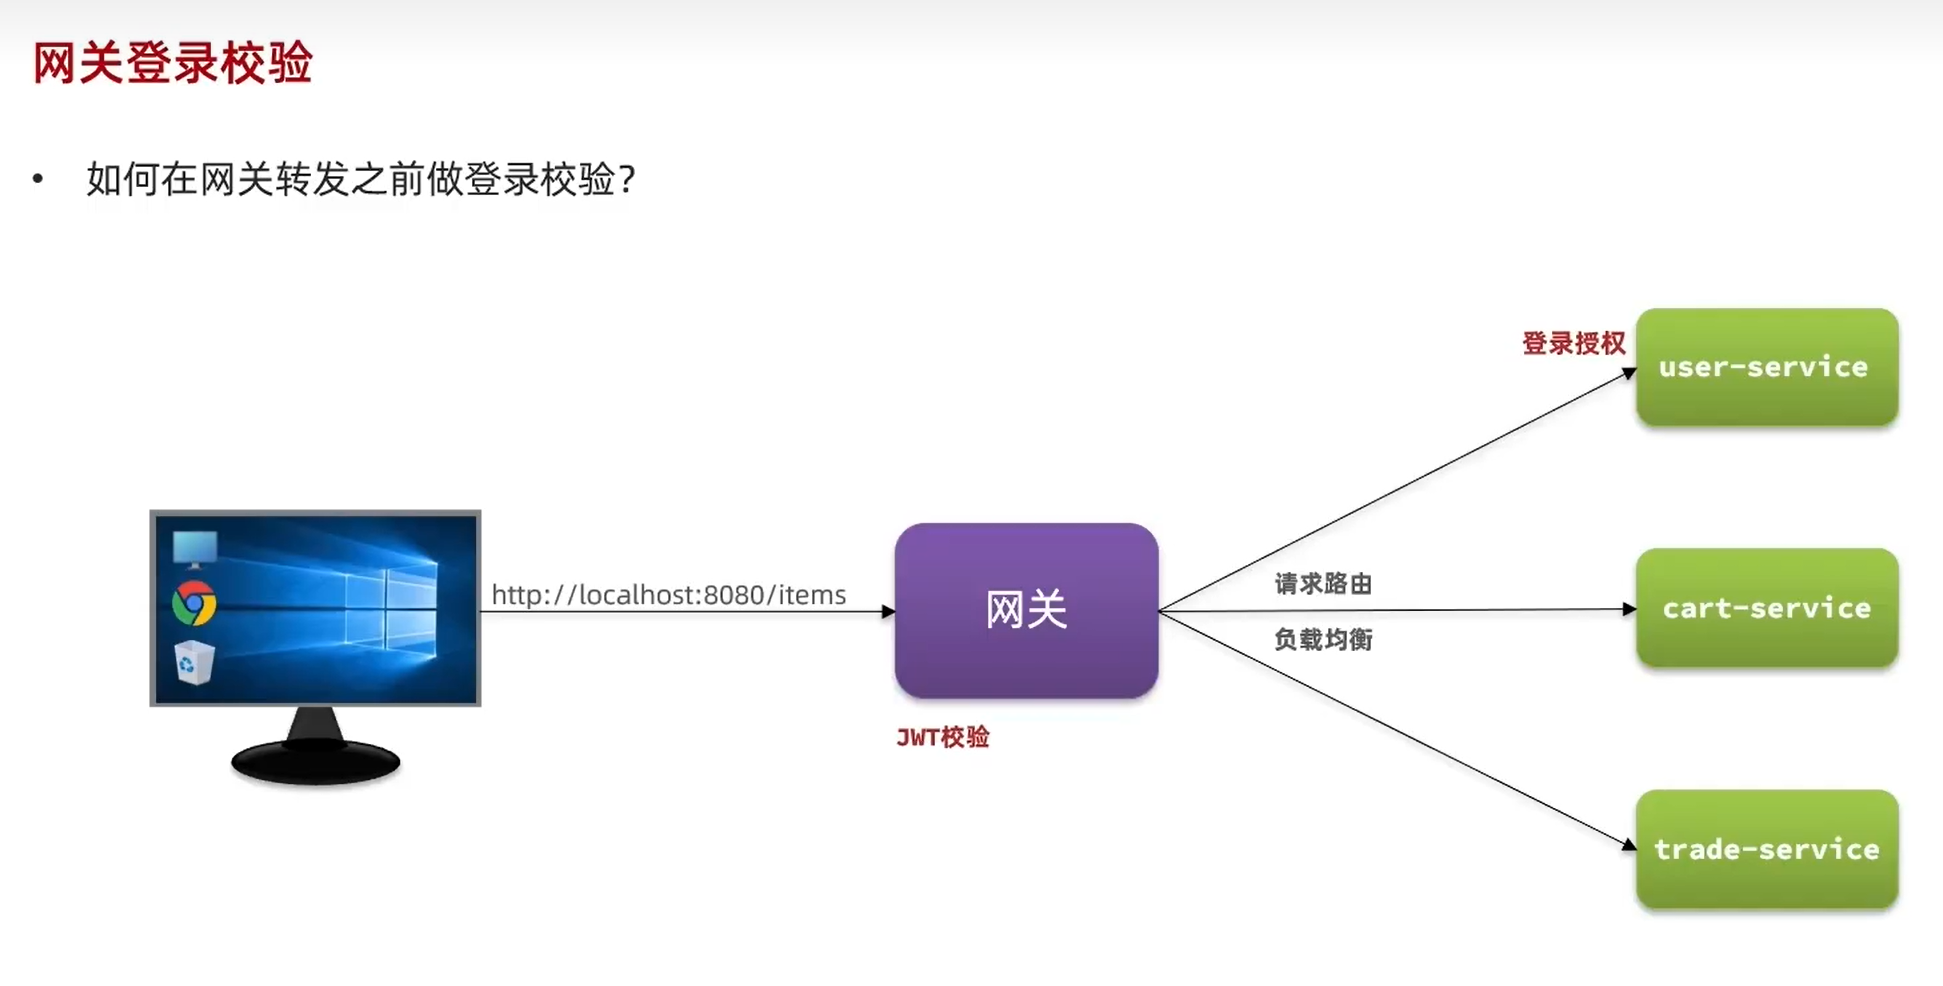 网关登录校验
• 如何在网关转发之前做登录校验？
登录授权
user-service
http://localhost:8080/items
网关
请求路由
负载均衡
cart-service
JWT校验
trade-service